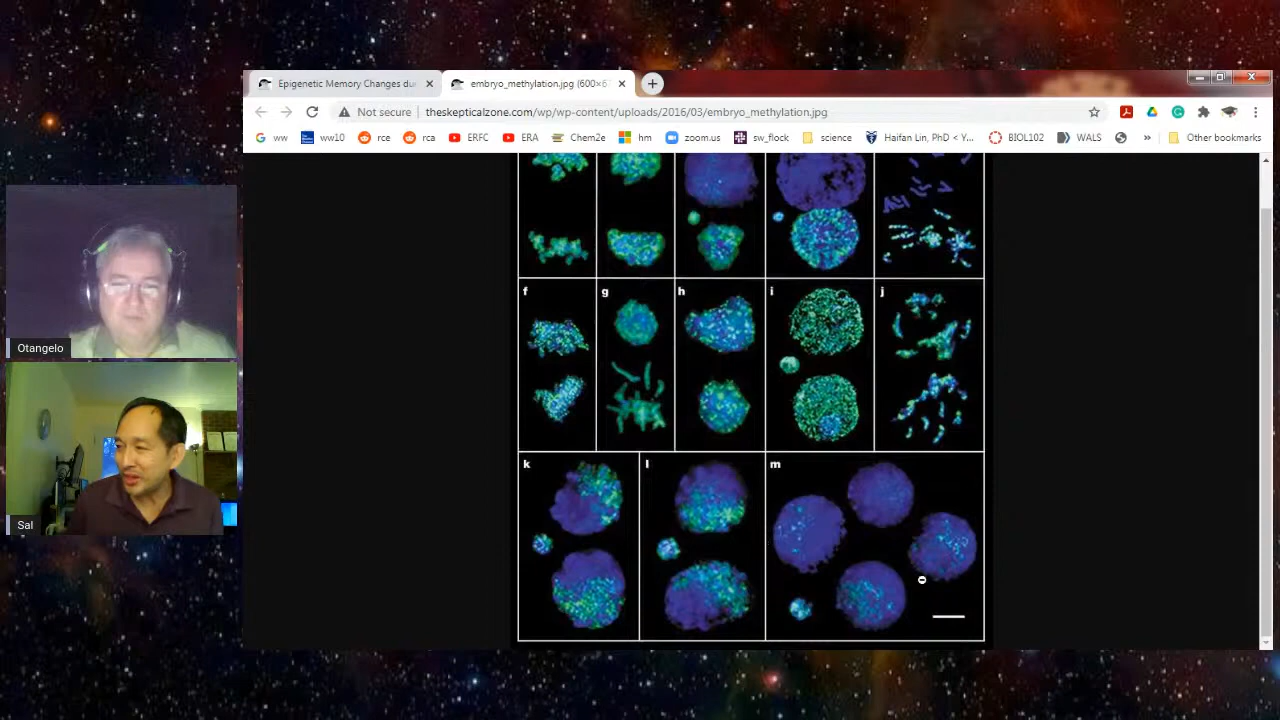 Epigenetic Memory Changes du
embryo_methylation.jpg (600×6
Not secure theskepticalzone.com/wp/wp-content/uploads/2016/03/embryo_methylation.jpg
ww ww10 rce rca ERFC ERA Chem2e hm zoom.us sw_flock science Haifan Lin, PhD < Y... BIOL102 WALS » Other bookmarks
f g h i j
k l m
Otangelo
Sal